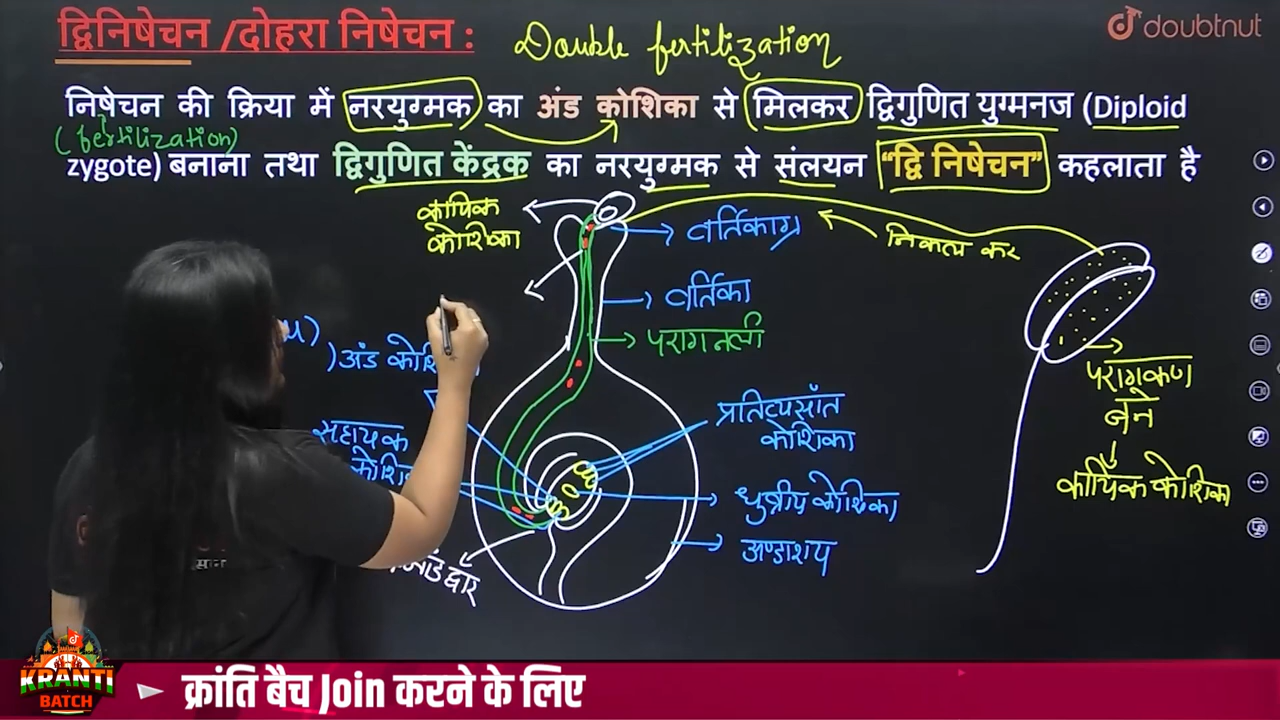 द्विनिषेचन /दोहरा निषेचन :
Double fertilization
doubtnut
निषेचन की क्रिया में नरयुग्मक का अंड कोशिका से मिलकर द्विगुणित युग्मनज (Diploid
(fertilization)
zygote) बनाना तथा द्विगुणित केंद्रक का नरयुग्मक से संलयन "द्वि निषेचन" कहलाता है
कायिक
कोशिका
वर्तिकाग्र
निकल कर
वर्तिका
परागनली
अंड
परागकण
बने
कायिक कोशिका
सहायक
प्रतिव्यसाँत
कोशिका
ध्रुवीय कोशिका
अण्डाशय
KRANTI
BATCH
क्रांति बैच Join करने के लिए